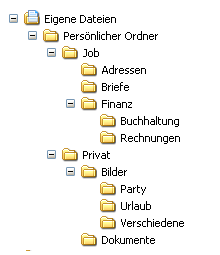 Eigene Dateien
Persönlicher Ordner
Job
Adressen
Briefe
Finanz
Buchhaltung
Rechnungen
Privat
Bilder
Party
Urlaub
Verschiedene
Dokumente